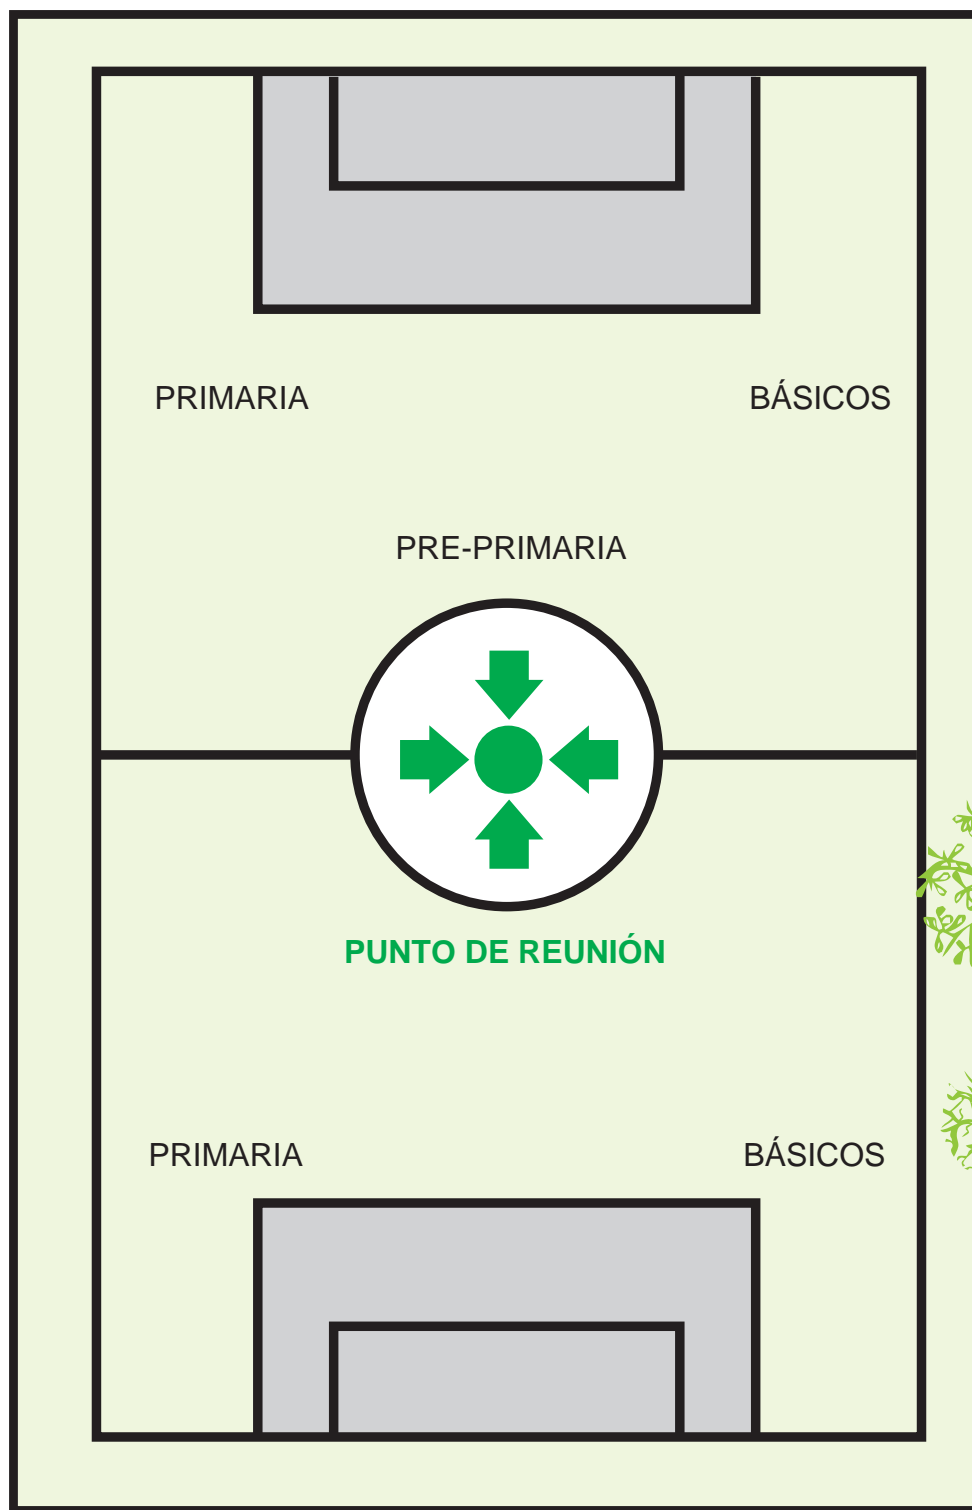 PRIMARIA
BÁSICOS
PRE-PRIMARIA
PUNTO DE REUNIÓN
PRIMARIA
BÁSICOS